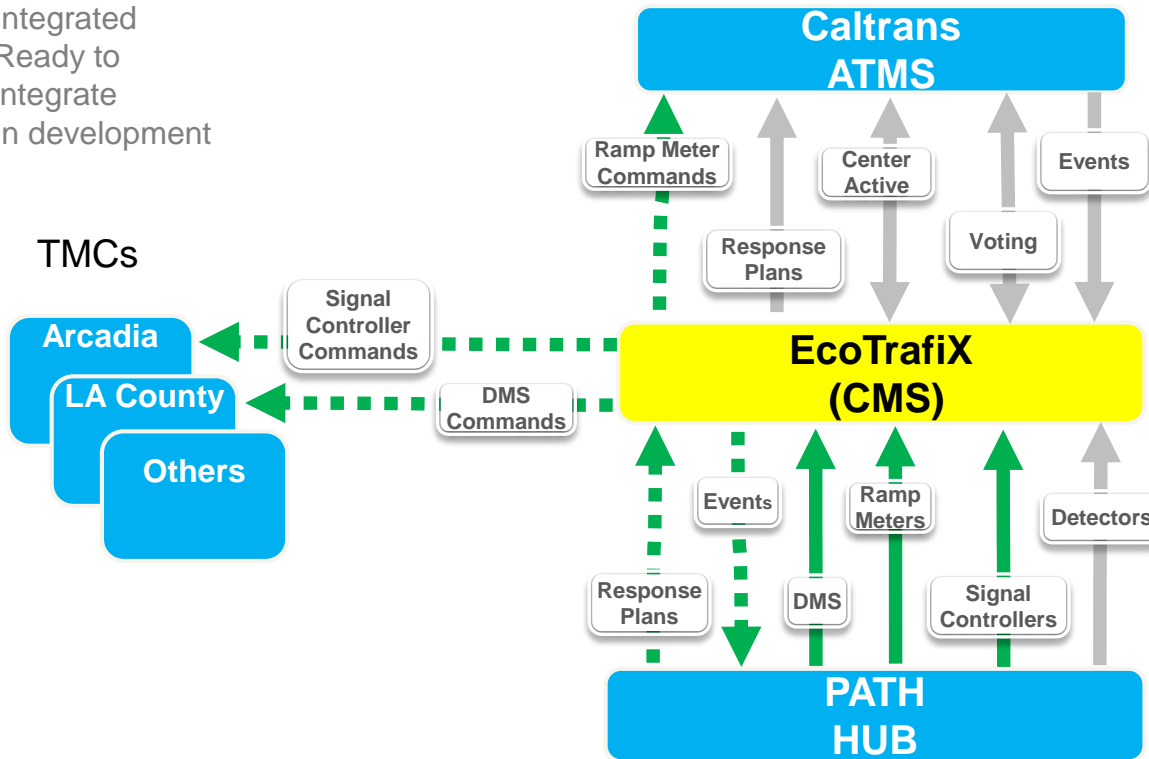 ntegrated
Ready to
ntegrate
n development
Caltrans
ATMS
Ramp Meter
Commands
Center
Active
Events
Response
Plans
Voting
TMCs
Signal
Controller
Commands
Arcadia
LA County
Others
DMS
Commands
EcoTrafiX
(CMS)
Events
Ramp
Meters
Detectors
Response
Plans
DMS
Signal
Controllers
PATH
HUB